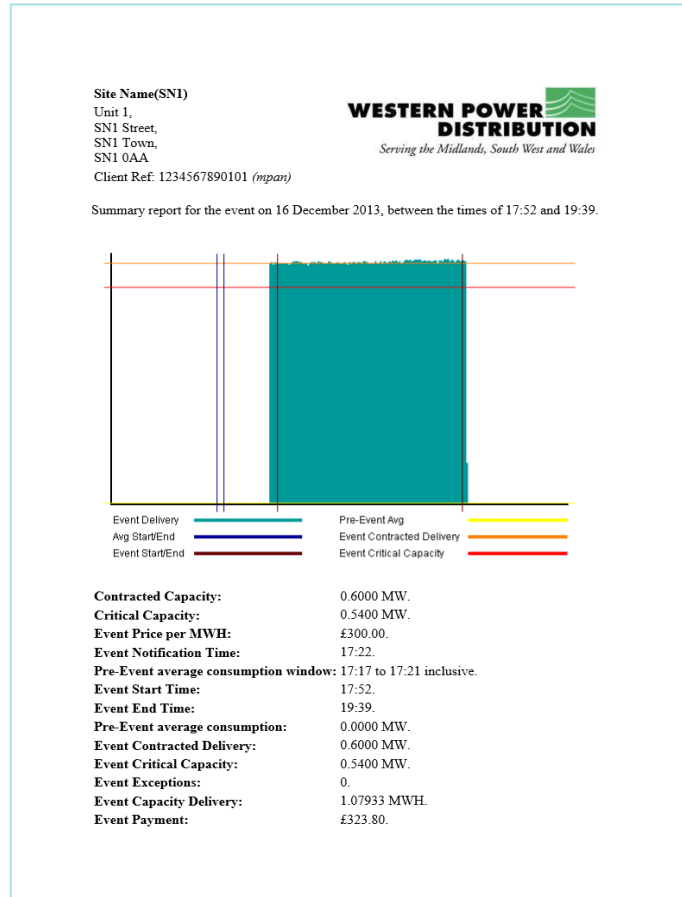 Site Name(SN1)
Unit 1,
SN1 Street,
SN1 Town,
SN1 0AA
Client Ref: 1234567890101 (mpan)
WESTERN POWER
DISTRIBUTION
Serving the Midlands, South West and Wales
Summary report for the event on 16 December 2013, between the times of 17:52 and 19:39.
Event Delivery
Avg Start/End
Event Start/End
Pre-Event Avg
Event Contracted Delivery
Event Critical Capacity
Contracted Capacity: 0.6000 MW.
Critical Capacity: 0.5400 MW.
Event Price per MWH: £300.00.
Event Notification Time: 17:22.
Pre-Event average consumption window: 17:17 to 17:21 inclusive.
Event Start Time: 17:52.
Event End Time: 19:39.
Pre-Event average consumption: 0.0000 MW.
Event Contracted Delivery: 0.6000 MW.
Event Critical Capacity: 0.5400 MW.
Event Exceptions: 0.
Event Capacity Delivery: 1.07933 MWH.
Event Payment: £323.80.